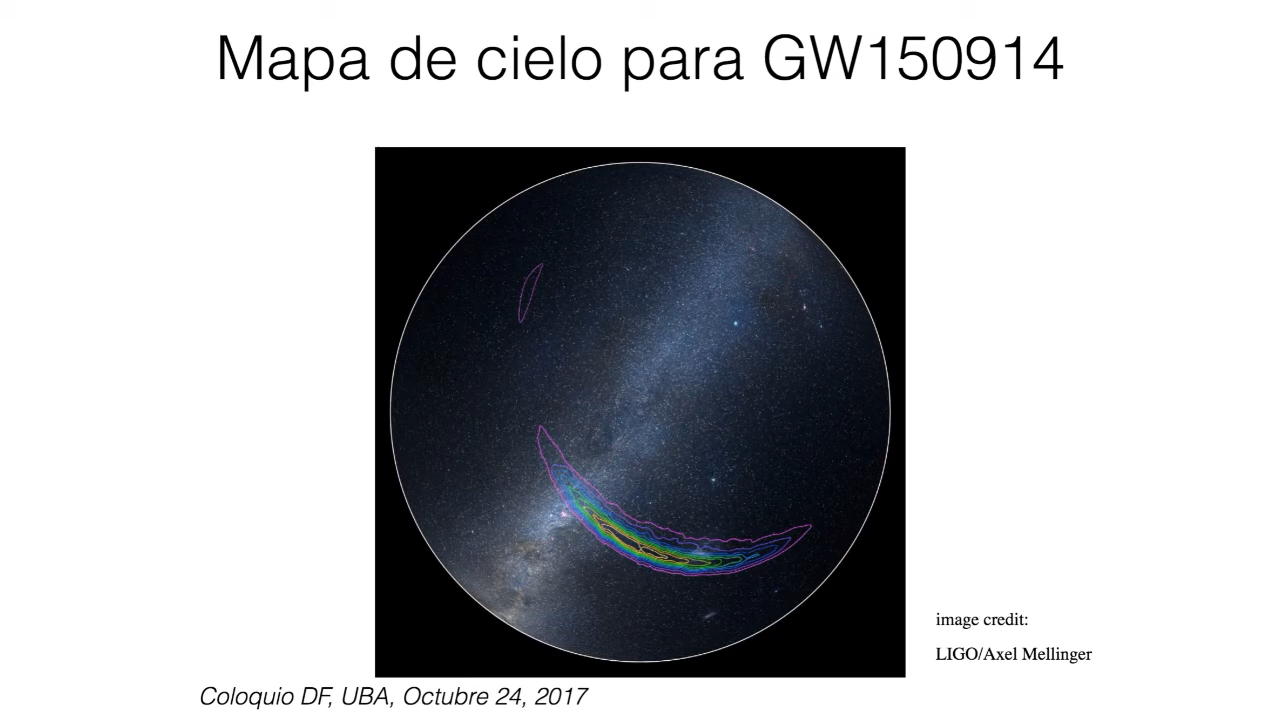 Mapa de cielo para GW150914
image credit:
LIGO/Axel Mellinger
Coloquio DF, UBA, Octubre 24, 2017